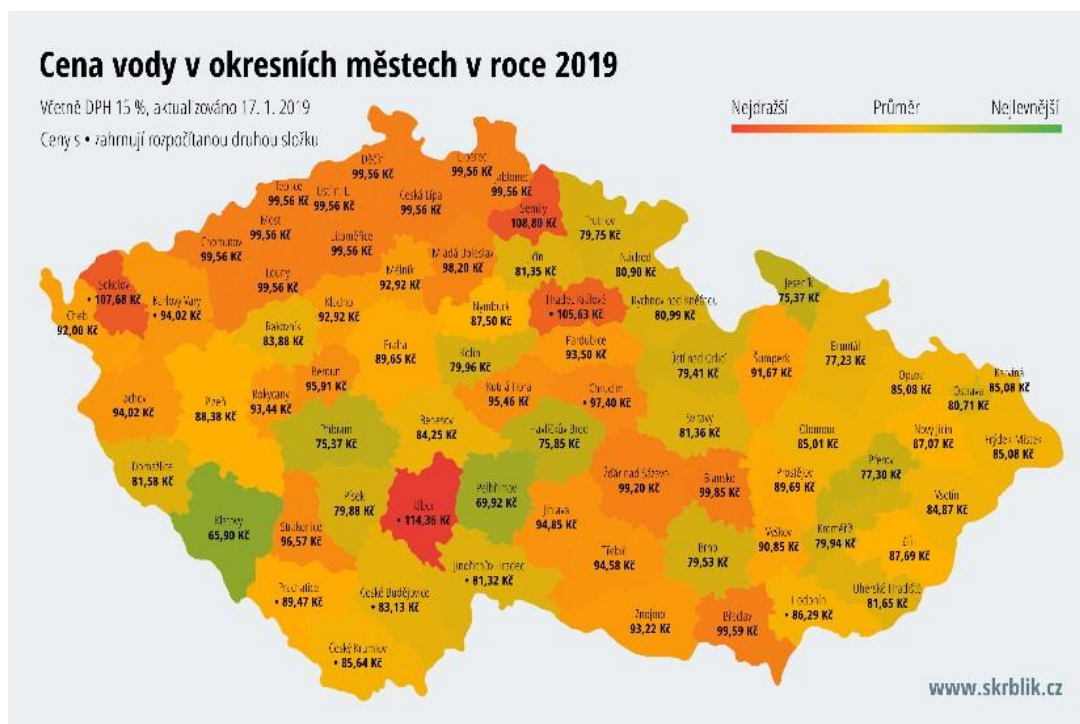 Cena vody v okresních městech v roce 2019
Včetně DPH 15 %, aktualizováno 17. 1. 2019
Ceny s • zahrnují rozpočítanou druhou složku
Nejdražší Průměr Nejlevnější
Děčín
99,56 Kč
Liberec
99,56 Kč
Jablonec
99,56 Kč
Teplice
99,56 Kč
Ústí n. L.
99,56 Kč
Česká Lípa
99,56 Kč
Semily
108,80 Kč
Trutnov
79,75 Kč
Most
99,56 Kč
Chomutov
99,56 Kč
Litoměřice
99,56 Kč
Mladá Boleslav
98,20 Kč
Jičín
81,35 Kč
Náchod
80,90 Kč
Jeseník
75,37 Kč
Sokolov
• 107,68 Kč
Karlovy Vary
• 94,02 Kč
Cheb
92,00 Kč
Louny
99,56 Kč
Mělník
92,92 Kč
Kladno
92,92 Kč
Nymburk
87,50 Kč
Hradec Králové
• 105,63 Kč
Rychnov nad Kněžnou
80,99 Kč
Rakovník
83,88 Kč
Praha
89,65 Kč
Kolín
79,96 Kč
Pardubice
93,50 Kč
Ústí nad Orlicí
79,41 Kč
Šumperk
91,67 Kč
Bruntál
77,23 Kč
Opava
85,08 Kč
Karviná
85,08 Kč
Ostrava
80,71 Kč
Tachov
94,02 Kč
Plzeň
88,38 Kč
Rokycany
93,44 Kč
Beroun
95,91 Kč
Kutná Hora
95,46 Kč
Chrudim
• 97,40 Kč
Příbram
75,37 Kč
Benešov
84,25 Kč
Havlíčkův Brod
75,85 Kč
Svitavy
81,36 Kč
Olomouc
85,01 Kč
Nový Jičín
87,07 Kč
Frýdek Místek
85,08 Kč
Domažlice
81,58 Kč
Klatovy
65,90 Kč
Strakonice
96,57 Kč
Písek
79,88 Kč
Tábor
• 114,36 Kč
Pelhřimov
69,92 Kč
Jihlava
94,85 Kč
Žďár nad Sázavou
99,20 Kč
Blansko
99,85 Kč
Prostějov
89,69 Kč
Přerov
77,30 Kč
Vsetín
84,87 Kč
Prachatice
• 89,47 Kč
České Budějovice
• 83,13 Kč
Jindřichův Hradec
• 81,32 Kč
Třebíč
94,58 Kč
Brno
79,53 Kč
Vyškov
90,85 Kč
Kroměříž
79,94 Kč
Zlín
87,69 Kč
Český Krumlov
• 85,64 Kč
Znojmo
93,22 Kč
Břeclav
99,59 Kč
Hodonín
• 86,29 Kč
Uherské Hradiště
81,65 Kč
www.skrblik.cz